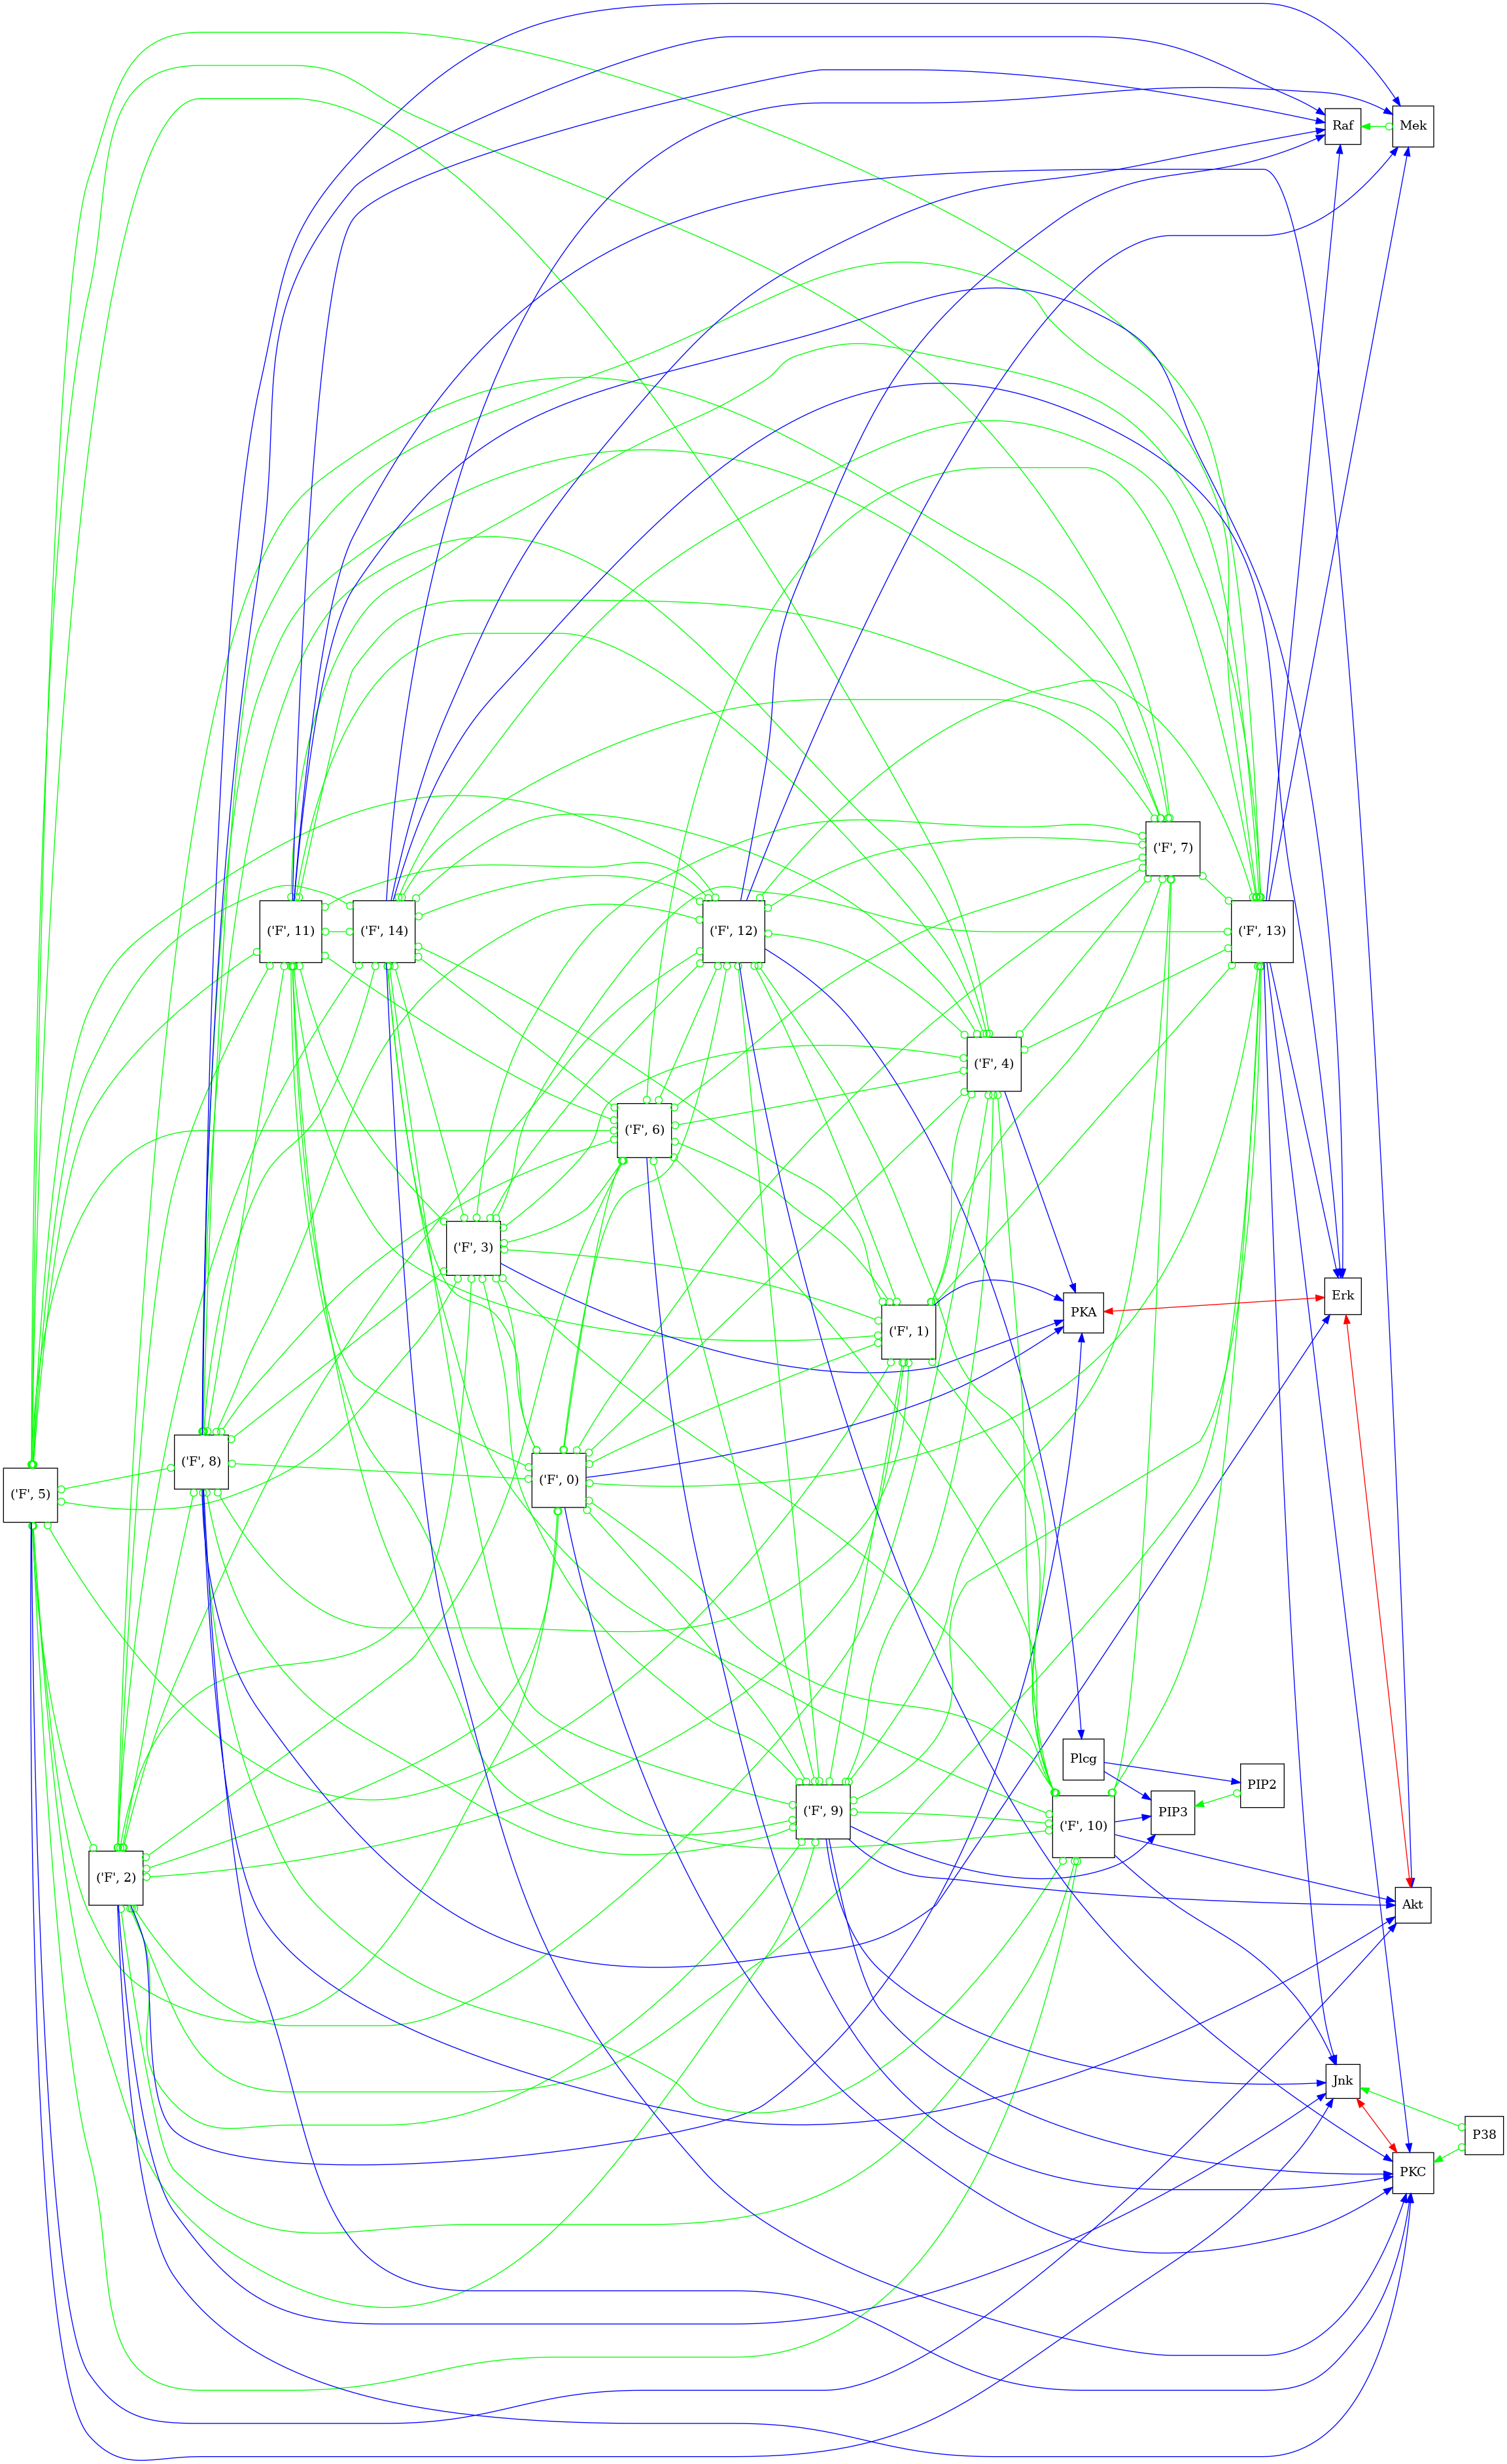 Raf
Mek
('F', 7)
('F', 11)
('F', 14)
('F', 12)
('F', 13)
('F', 4)
('F', 6)
('F', 3)
PKA
Erk
('F', 1)
('F', 8)
('F', 0)
('F', 5)
Plcg
PIP2
PIP3
('F', 9)
('F', 10)
('F', 2)
Akt
Jnk
P38
PKC